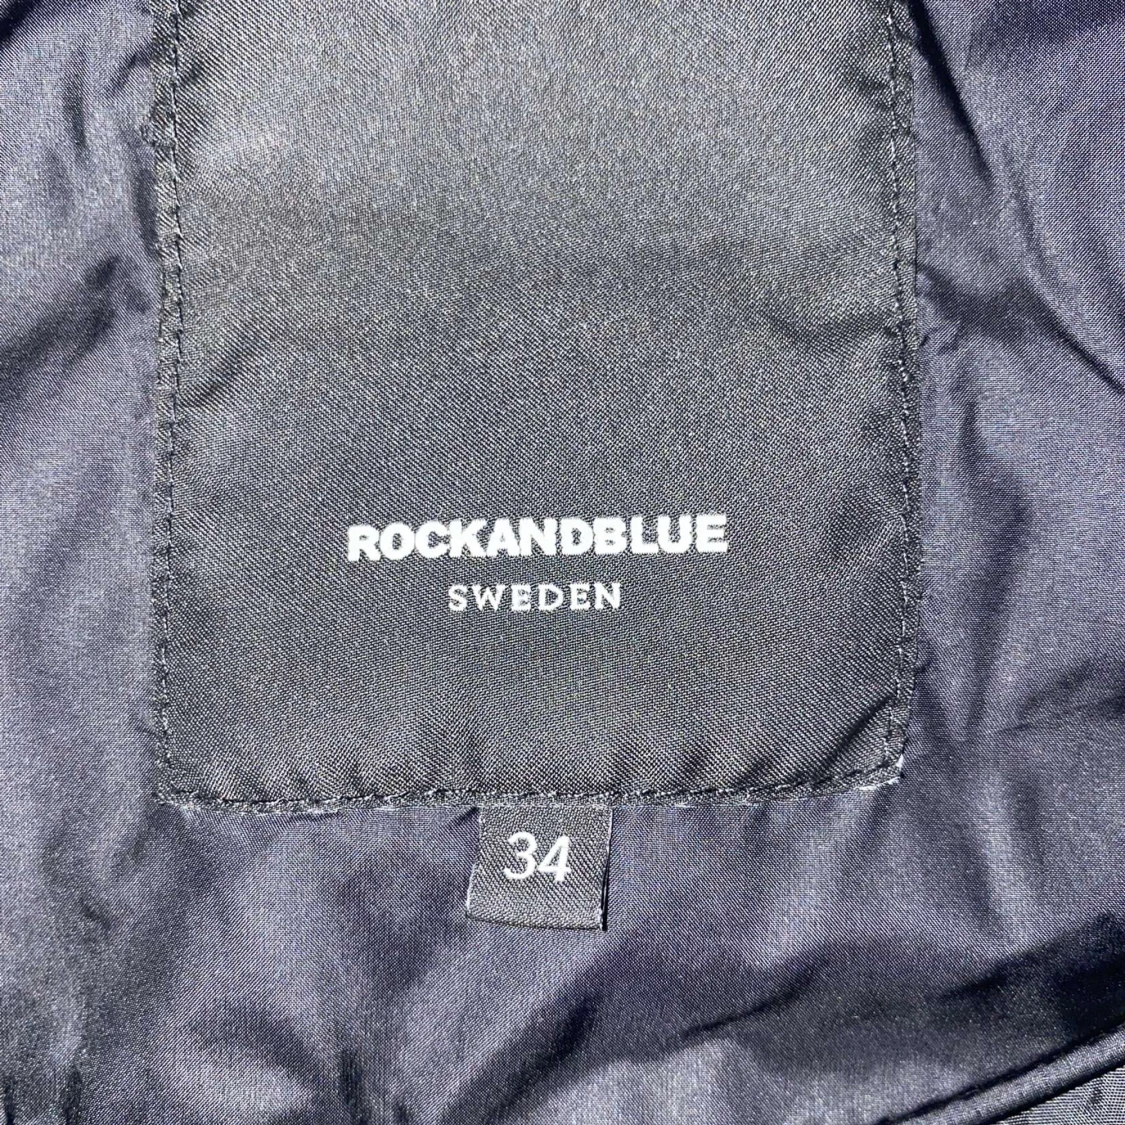 ROCKANDBLUE
SWEDEN
34